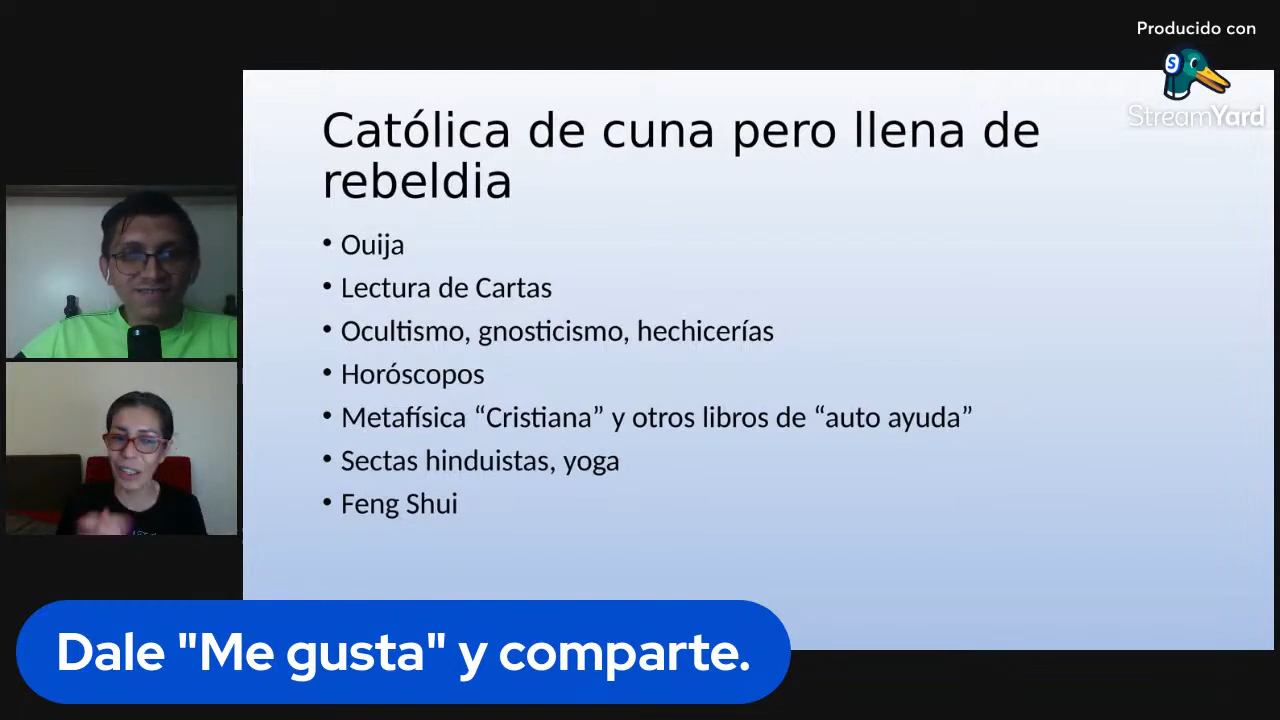 Producido con
StreamYard
Católica de cuna pero llena de
rebeldia
• Ouija
• Lectura de Cartas
• Ocultismo, gnosticismo, hechicerías
• Horóscopos
• Metafísica “Cristiana” y otros libros de “auto ayuda”
• Sectas hinduistas, yoga
• Feng Shui
Dale "Me gusta" y comparte.